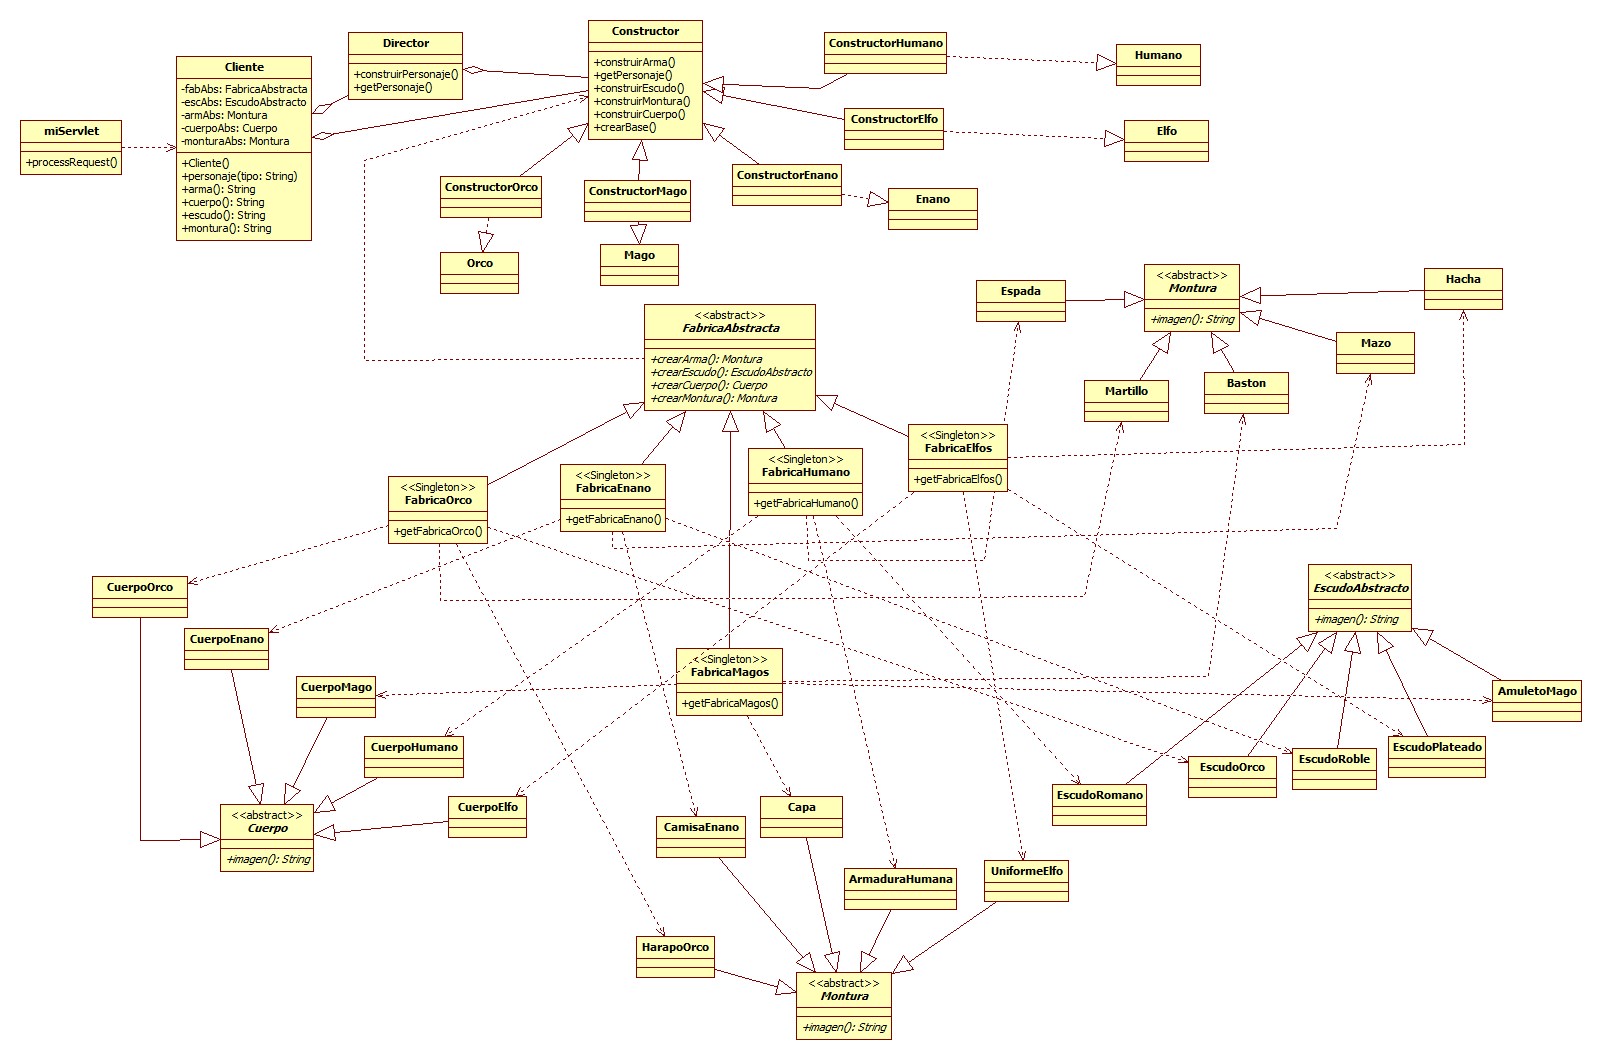 Constructor
+construirArma()
+getPersonaje()
+construirEscudo()
+construirMontura()
+construirCuerpo()
+crearBase()
Director
+construirPersonaje()
+getPersonaje()
ConstructorHumano
Humano
Cliente
-fabAbs: FabricaAbstracta
-escAbs: EscudoAbstracto
-armAbs: Montura
-cuerpoAbs: Cuerpo
-monturaAbs: Montura
+Cliente()
+personaje(tipo: String)
+arma(): String
+cuerpo(): String
+escudo(): String
+montura(): String
miServlet
+processRequest()
ConstructorElfo
Elfo
ConstructorOrco
ConstructorMago
ConstructorEnano
Enano
Orco
Mago
<<abstract>>
Montura
+imagen(): String
Espada
Hacha
Mazo
Martillo
Baston
<<abstract>>
FabricaAbstracta
+crearArma(): Montura
+crearEscudo(): EscudoAbstracto
+crearCuerpo(): Cuerpo
+crearMontura(): Montura
<<Singleton>>
FabricaOrco
+getFabricaOrco()
<<Singleton>>
FabricaEnano
+getFabricaEnano()
<<Singleton>>
FabricaHumano
+getFabricaHumano()
<<Singleton>>
FabricaElfos
+getFabricaElfos()
<<Singleton>>
FabricaMagos
+getFabricaMagos()
<<abstract>>
EscudoAbstracto
+imagen(): String
CuerpoOrco
CuerpoEnano
CuerpoMago
CuerpoHumano
CuerpoElfo
<<abstract>>
Cuerpo
+imagen(): String
AmuletoMago
EscudoPlateado
EscudoRoble
EscudoOrco
EscudoRomano
CamisaEnano
Capa
ArmaduraHumana
UniformeElfo
HarapoOrco
<<abstract>>
Montura
+imagen(): String